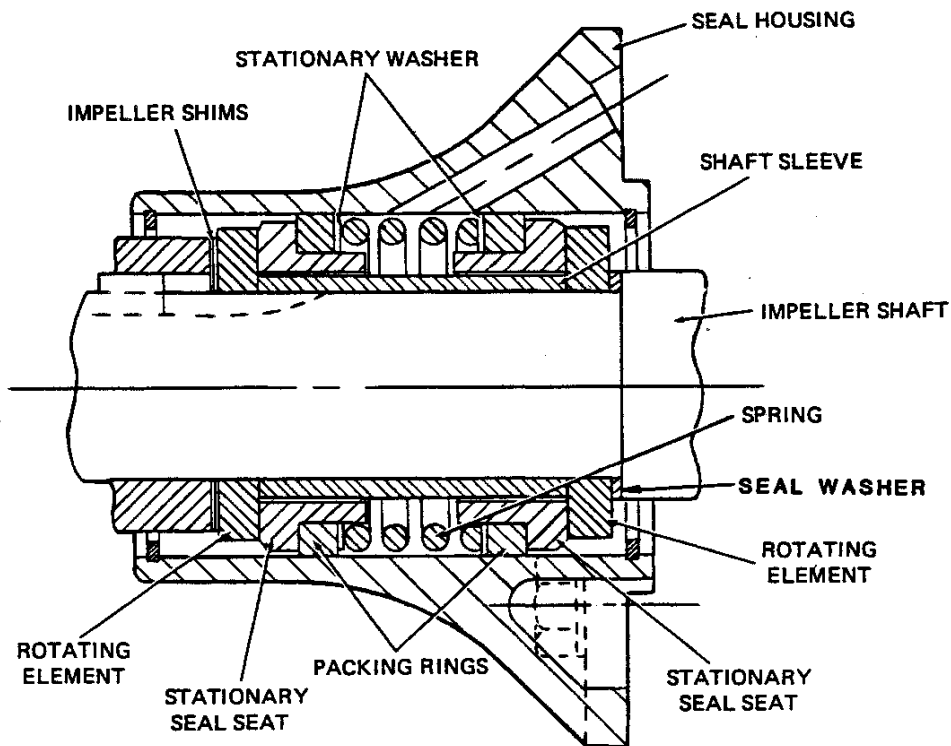 SEAL HOUSING
STATIONARY WASHER
IMPELLER SHIMS
SHAFT SLEEVE
IMPELLER SHAFT
SPRING
SEAL WASHER
ROTATING
ELEMENT
ROTATING
ELEMENT
PACKING RINGS
STATIONARY
SEAL SEAT
STATIONARY
SEAL SEAT